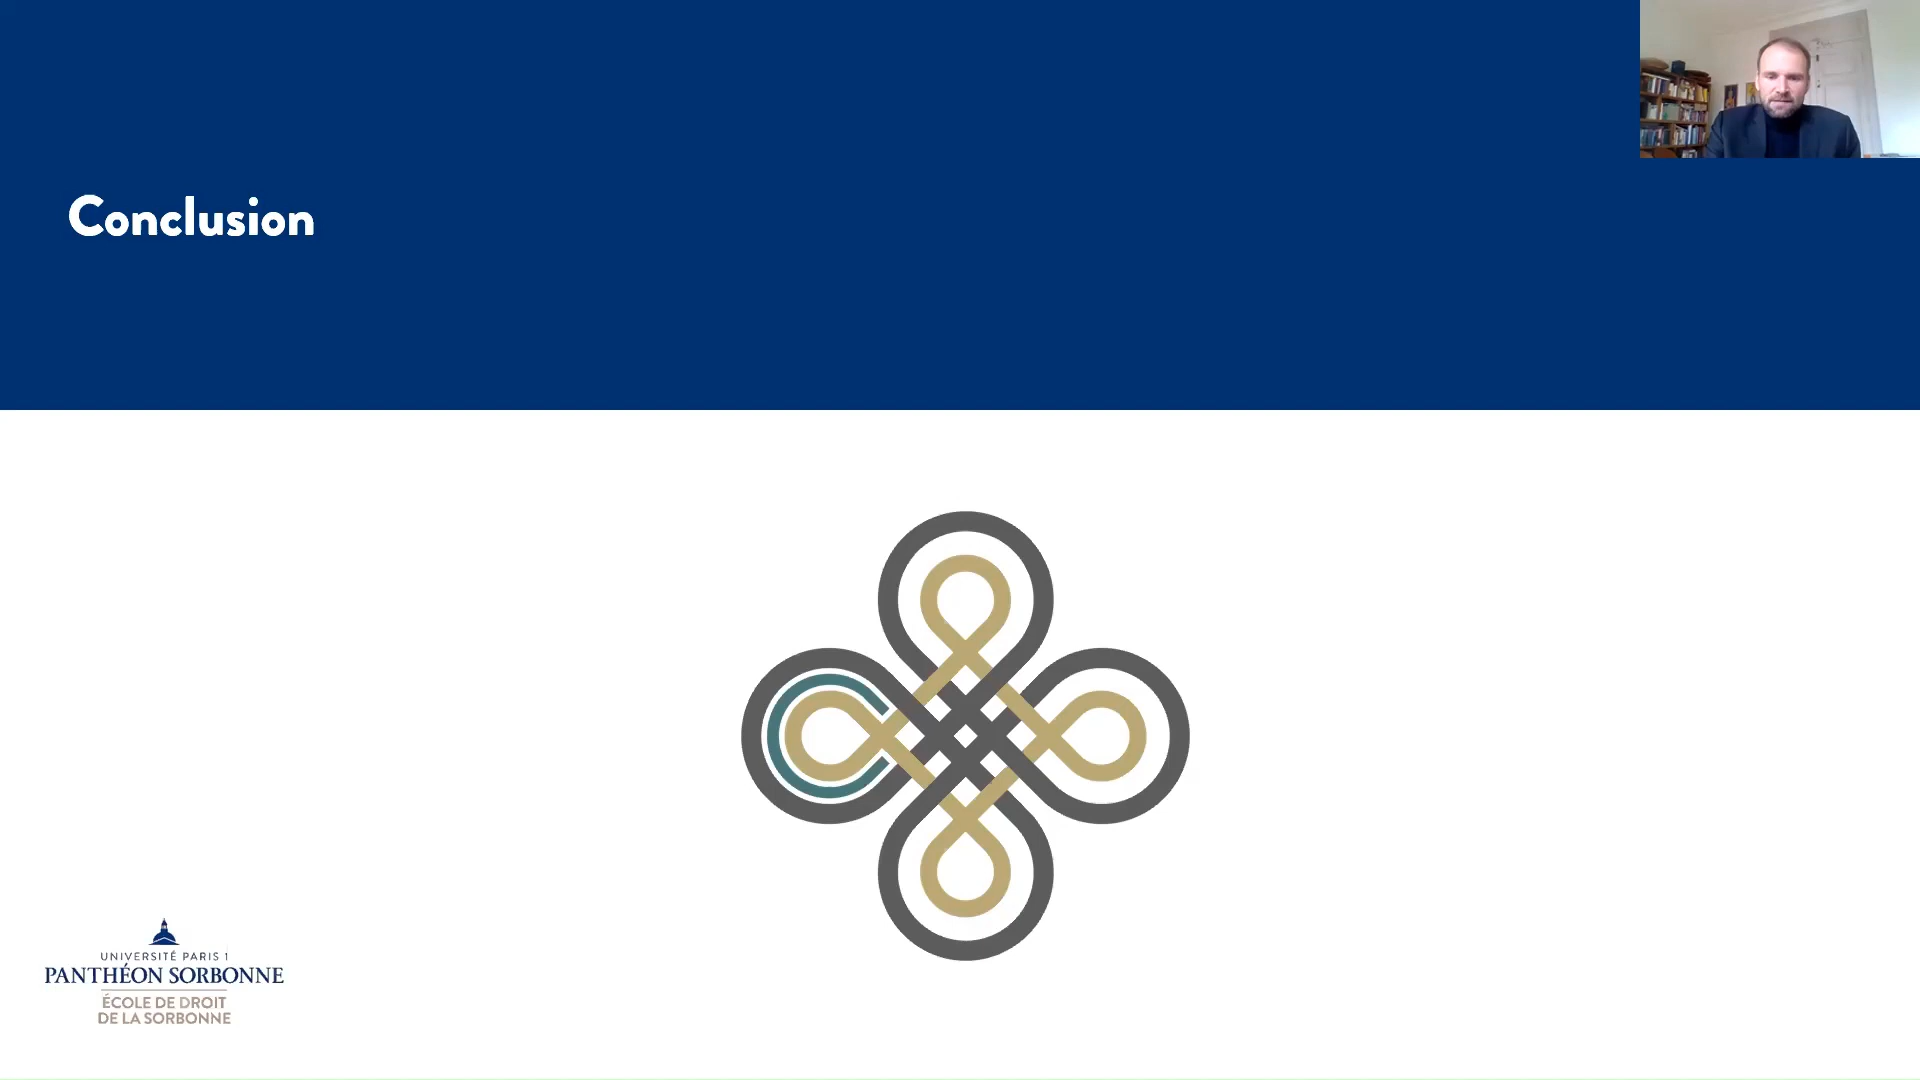 Conclusion
UNIVERSITÉ PARIS 1
PANTHÉON SORBONNE
ÉCOLE DE DROIT
DE LA SORBONNE